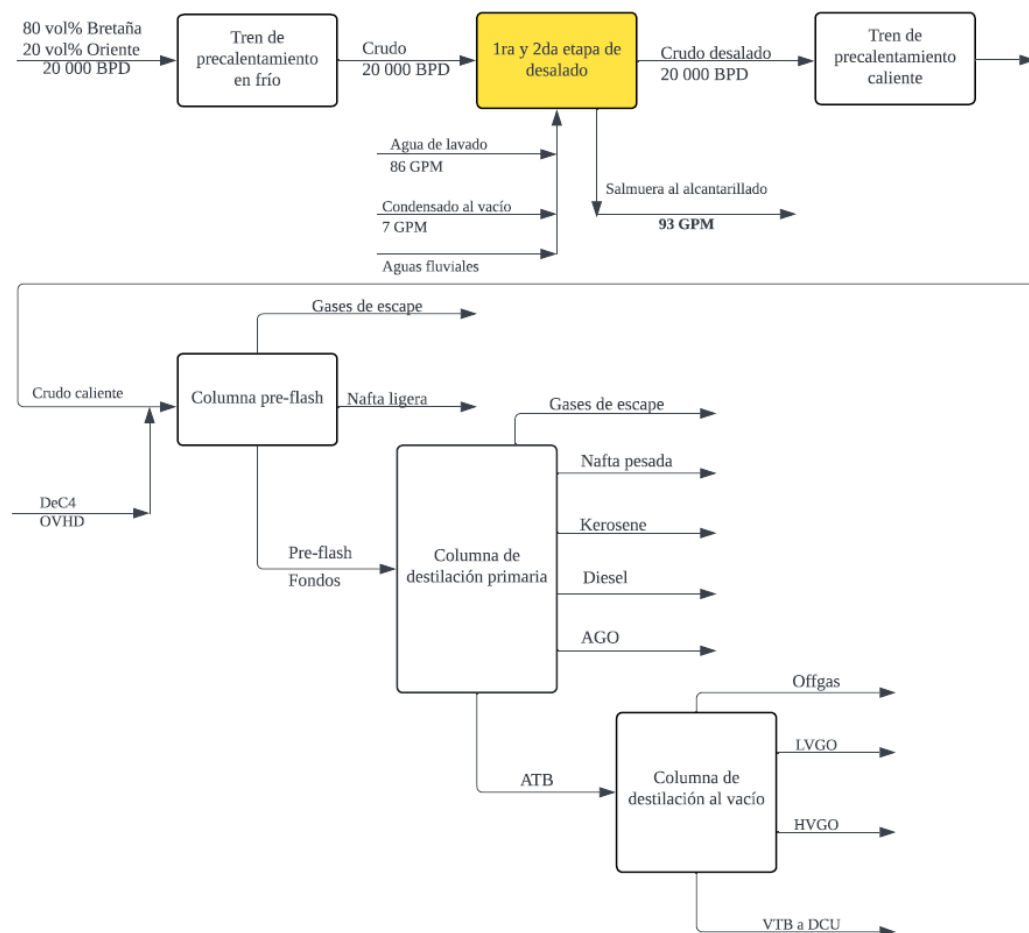 80 vol% Bretaña
20 vol% Oriente
20 000 BPD
Tren de
precalentamiento
en frío
Crudo
20 000 BPD
1ra y 2da etapa de
desalado
Crudo desalado
20 000 BPD
Tren de
precalentamiento
caliente
Agua de lavado
86 GPM
Condensado al vacío
7 GPM
Aguas fluviales
Salmuera al alcantarillado
93 GPM
Gases de escape
Crudo caliente
Columna pre-flash
Nafta ligera
DeC4
OVHD
Pre-flash
Fondos
Gases de escape
Nafta pesada
Kerosene
Columna de
destilación primaria
Diesel
AGO
ATB
Offgas
LVGO
Columna de
destilación al vacío
HVGO
VTB a DCU